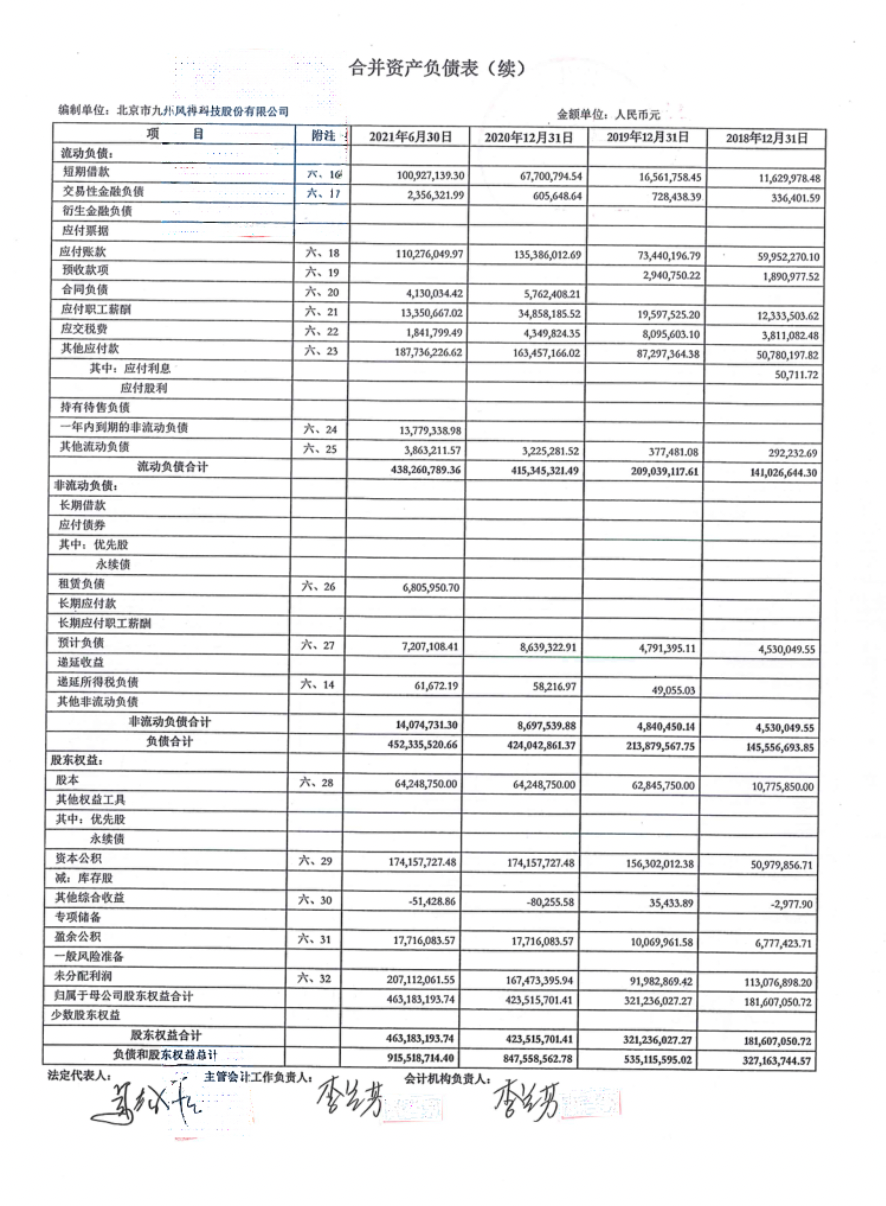 合并资产负债表（续）
编制单位：北京市九州风神科技股份有限公司 金额单位：人民币元
项 目 附注 2021年6月30日 2020年12月31日 2019年12月31日 2018年12月31日
流动负债：
短期借款 六、16 100,927,139.30 67,700,794.54 16,561,758.45 11,629,978.48
交易性金融负债 六、17 2,356,321.99 605,648.64 728,438.39 336,401.59
衍生金融负债
应付票据
应付账款 六、18 110,276,049.97 135,386,012.69 73,440,196.79 59,952,270.10
预收款项 六、19 2,940,750.22 1,890,977.52
合同负债 六、20 4,130,034.42 5,762,408.21
应付职工薪酬 六、21 13,350,667.02 34,858,185.52 19,597,525.20 12,333,503.62
应交税费 六、22 1,841,799.49 4,349,824.35 8,095,603.10 3,811,082.48
其他应付款 六、23 187,736,226.62 163,457,166.02 87,297,364.38 50,780,197.82
其中：应付利息 50,711.72
应付股利
持有待售负债
一年内到期的非流动负债 六、24 13,779,338.98
其他流动负债 六、25 3,863,211.57 3,225,281.52 377,481.08 292,232.69
流动负债合计 438,260,789.36 415,345,321.49 209,039,117.61 141,026,644.30
非流动负债：
长期借款
应付债券
其中：优先股
永续债
租赁负债 六、26 6,805,950.70
长期应付款
长期应付职工薪酬
预计负债 六、27 7,207,108.41 8,639,322.91 4,791,395.11 4,530,049.55
递延收益
递延所得税负债 六、14 61,672.19 58,216.97 49,055.03
其他非流动负债
非流动负债合计 14,074,731.30 8,697,539.88 4,840,450.14 4,530,049.55
负债合计 452,335,520.66 424,042,861.37 213,879,567.75 145,556,693.85
股东权益：
股本 六、28 64,248,750.00 64,248,750.00 62,845,750.00 10,775,850.00
其他权益工具
其中：优先股
永续债
资本公积 六、29 174,157,727.48 174,157,727.48 156,302,012.38 50,979,856.71
减：库存股
其他综合收益 六、30 -51,428.86 -80,255.58 35,433.89 -2,977.90
专项储备
盈余公积 六、31 17,716,083.57 17,716,083.57 10,069,961.58 6,777,423.71
一般风险准备
未分配利润 六、32 207,112,061.55 167,473,395.94 91,982,869.42 113,076,898.20
归属于母公司股东权益合计 463,183,193.74 423,515,701.41 321,236,027.27 181,607,050.72
少数股东权益
股东权益合计 463,183,193.74 423,515,701.41 321,236,027.27 181,607,050.72
负债和股东权益总计 915,518,714.40 847,558,562.78 535,115,595.02 327,163,744.57
法定代表人： 主管会计工作负责人： 会计机构负责人：